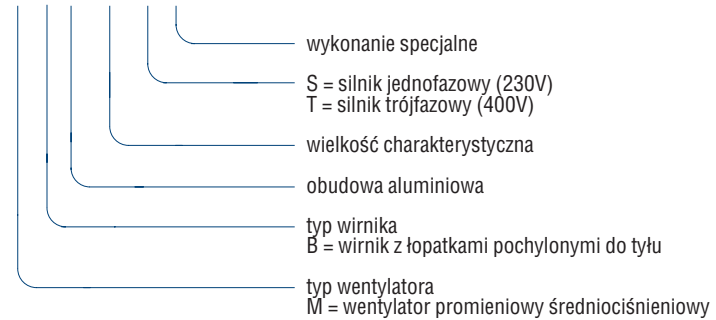 wykonanie specjalne
S = silnik jednofazowy (230V)
T = silnik trójfazowy (400V)
wielkość charakterystyczna
obudowa aluminiowa
typ wirnika
B = wirnik z łopatkami pochylonymi do tyłu
typ wentylatora
M = wentylator promieniowy średniociśnieniowy